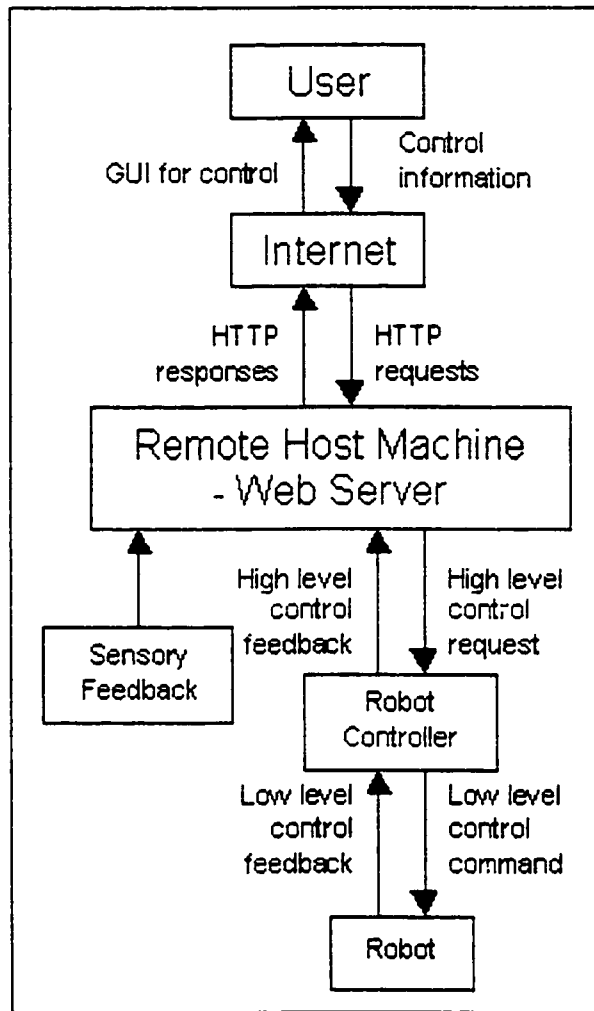 User
GUI for control
Control
information
Internet
HTTP
responses
HTTP
requests
Remote Host Machine
- Web Server
High level
control
feedback
High level
control
request
Sensory
Feedback
Robot
Controller
Low level
control
feedback
Low level
control
command
Robot